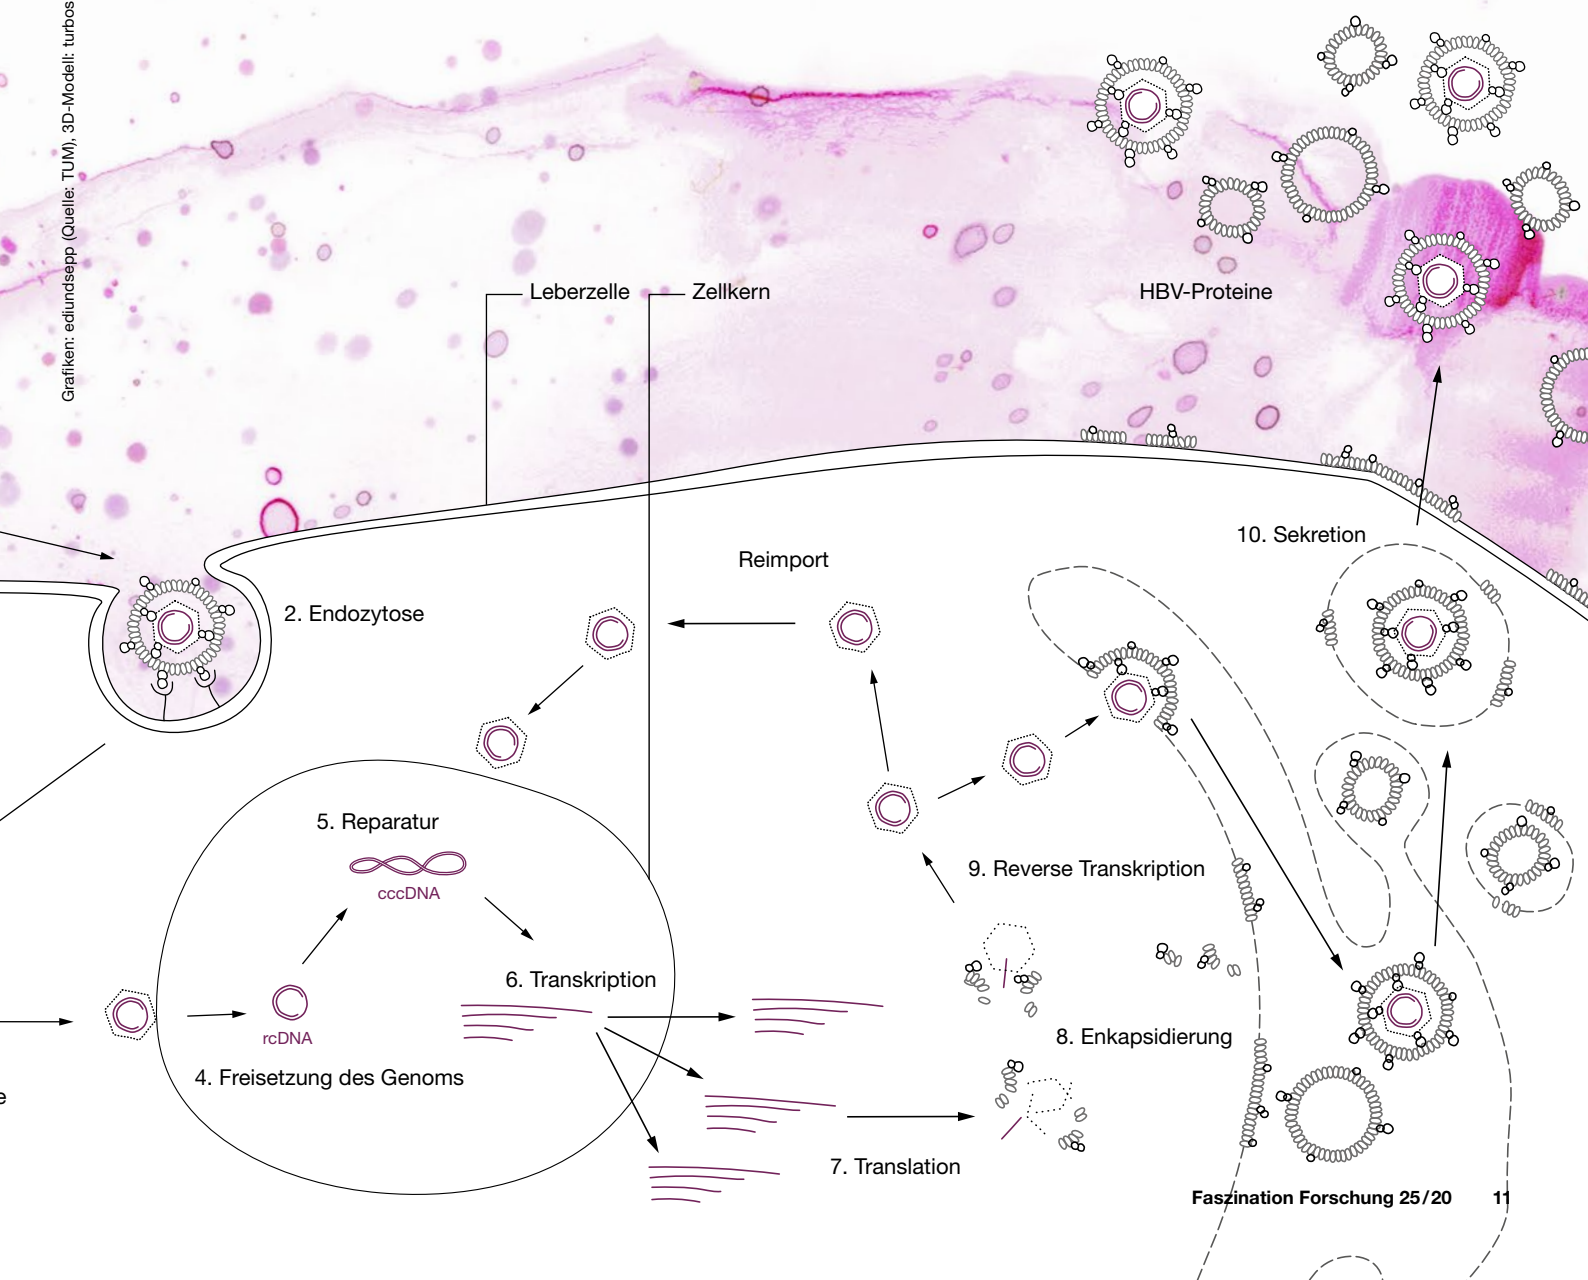 Grafiken: ediundsepp (Quelle: TUM), 3D-Modell: turbos
Leberzelle
Zellkern
HBV-Proteine
10. Sekretion
Reimport
2. Endozytose
5. Reparatur
cccDNA
9. Reverse Transkription
6. Transkription
rcDNA
8. Enkapsidierung
4. Freisetzung des Genoms
e
7. Translation
Faszination Forschung 25/20 11